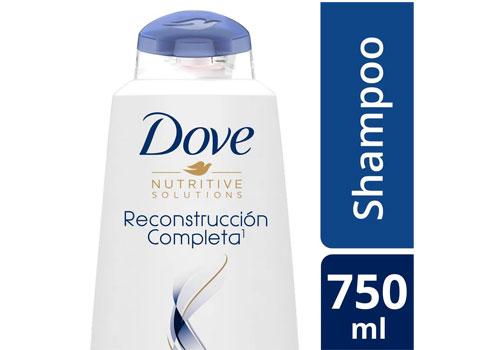 Dove
NUTRITIVE
SOLUTIONS
Reconstrucción
Completa¹
Shampoo
750
ml